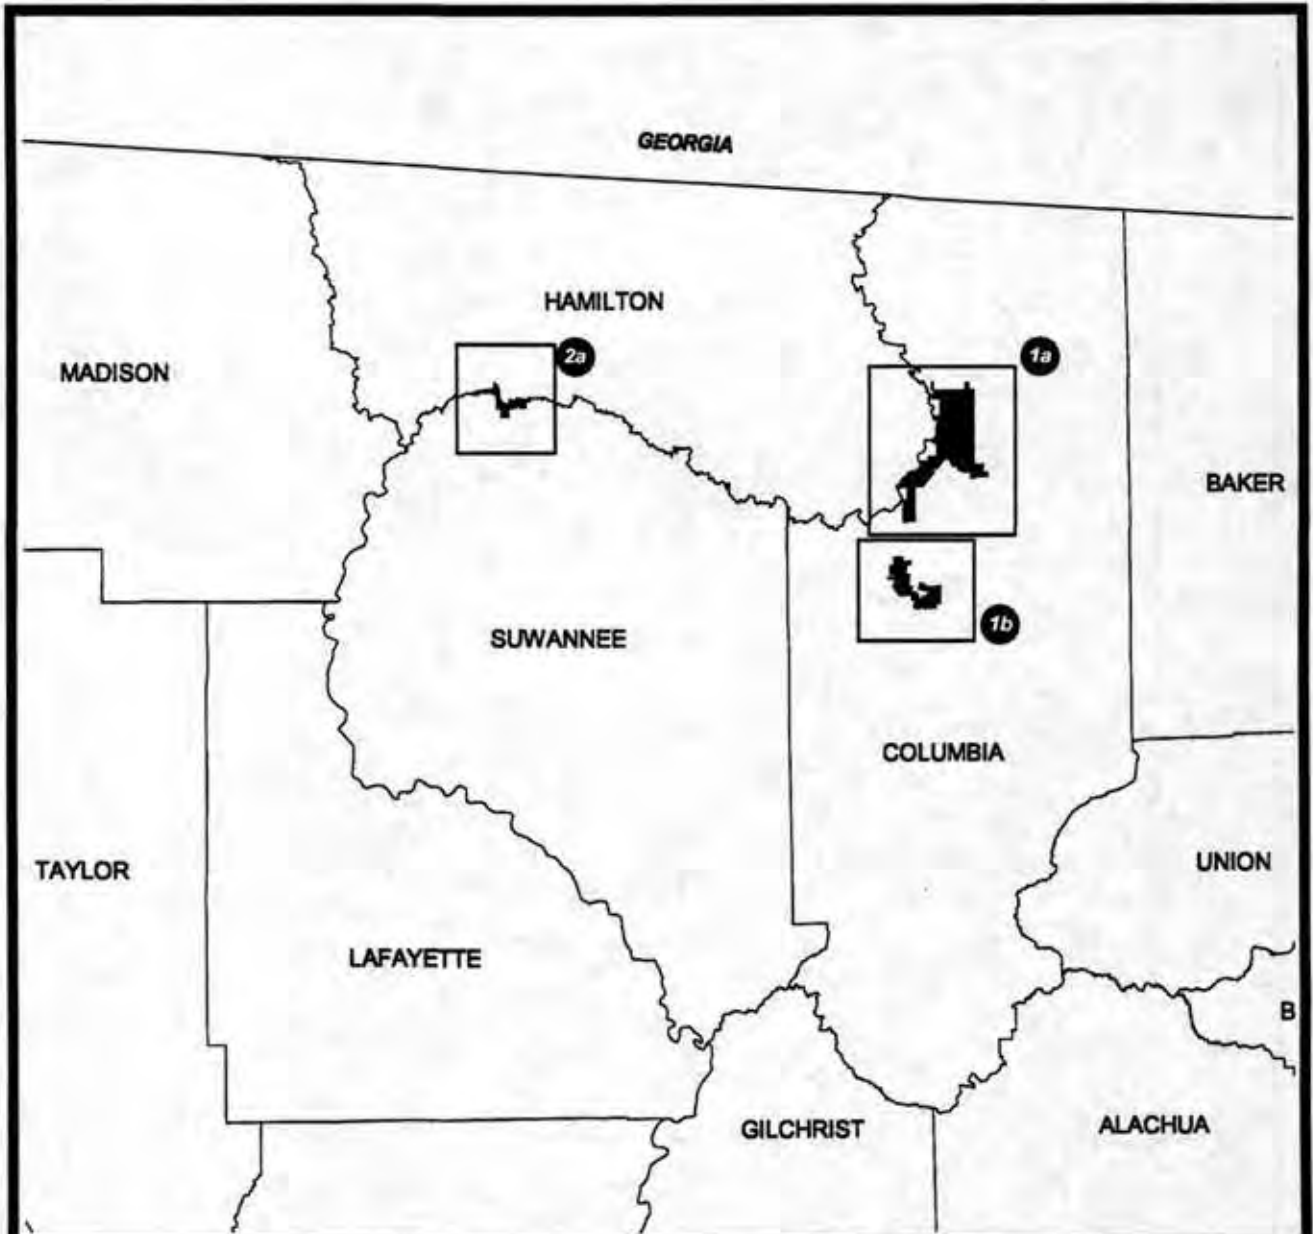 GEORGIA
HAMILTON
2a
1a
MADISON
BAKER
1b
SUWANNEE
COLUMBIA
UNION
TAYLOR
LAFAYETTE
B
GILCHRIST
ALACHUA